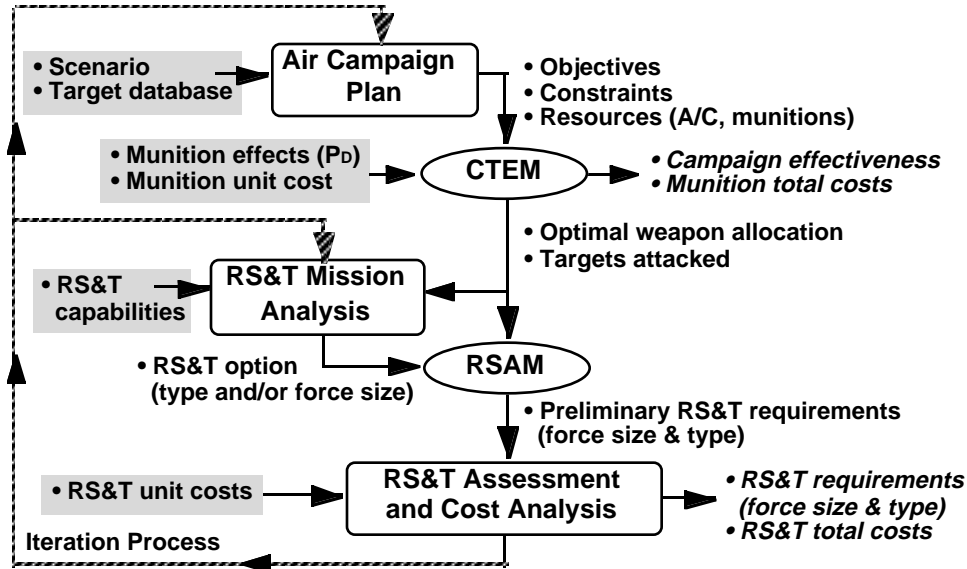 • Scenario
• Target database
Air Campaign
Plan
• Objectives
• Constraints
• Resources (A/C, munitions)
• Munition effects (PD)
• Munition unit cost
CTEM
• Campaign effectiveness
• Munition total costs
• Optimal weapon allocation
• Targets attacked
• RS&T
capabilities
RS&T Mission
Analysis
• RS&T option
(type and/or force size)
RSAM
• Preliminary RS&T requirements
(force size & type)
• RS&T unit costs
RS&T Assessment
and Cost Analysis
• RS&T requirements
(force size & type)
• RS&T total costs
Iteration Process